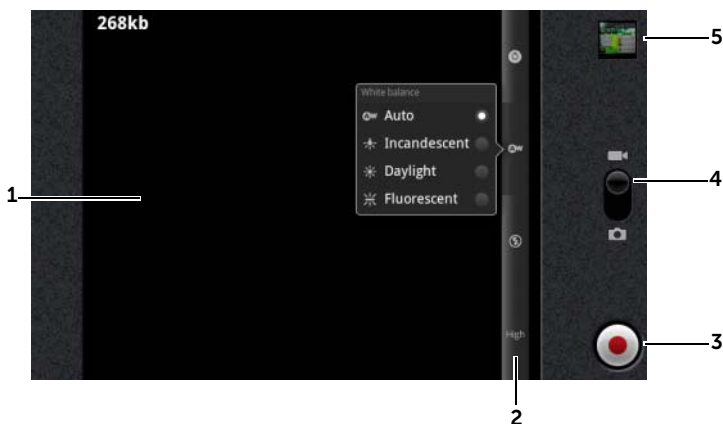 268kb
5
White balance
Auto
Incandescent
Daylight
Fluorescent
4
1
High
3
2